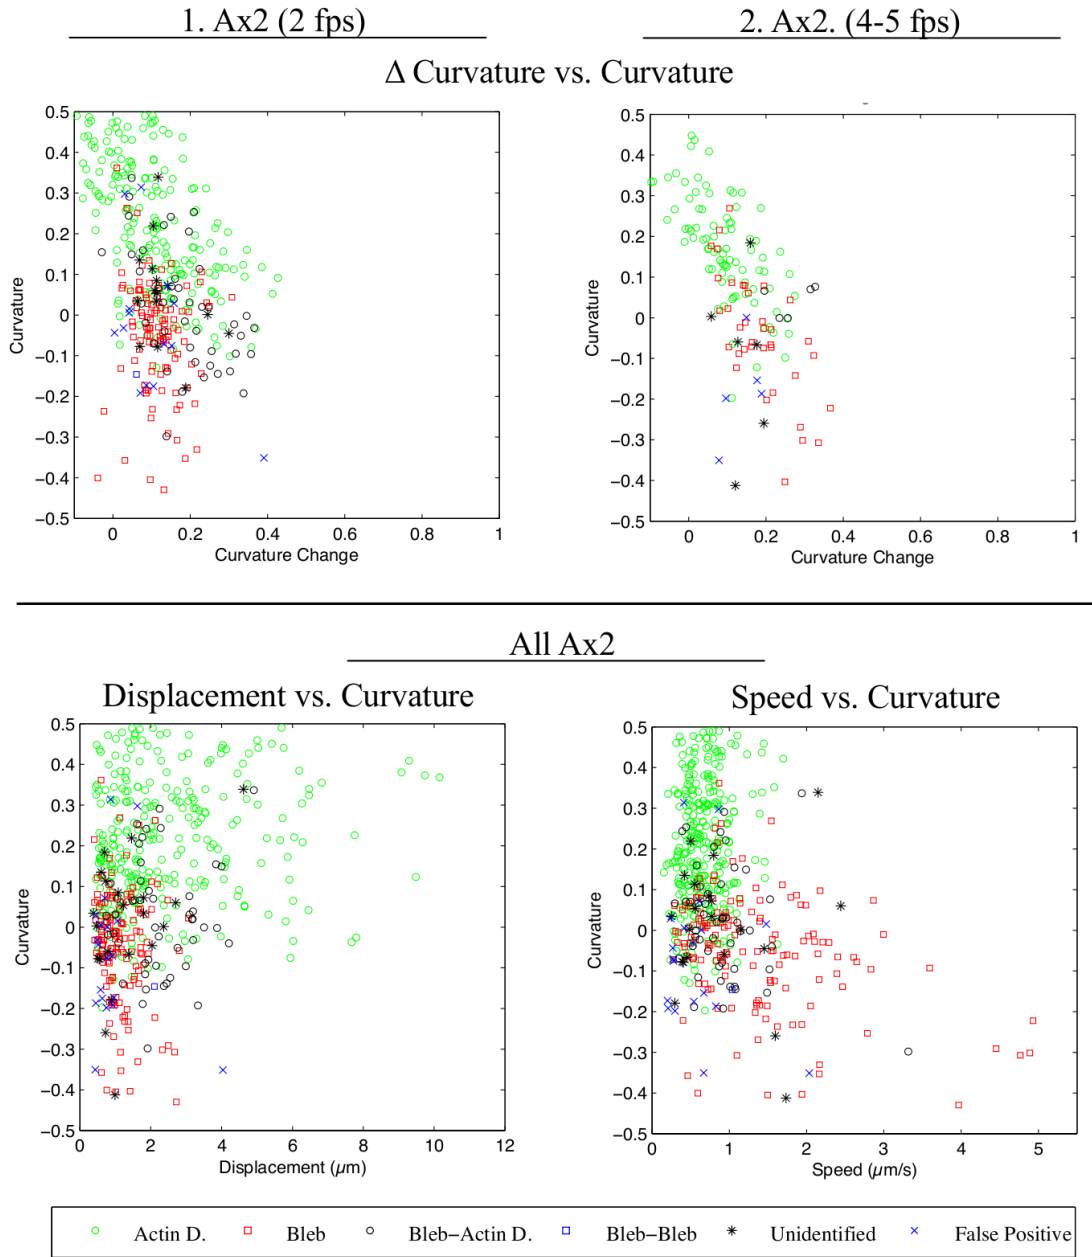 1. Ax2 (2 fps)
2. Ax2. (4-5 fps)
Δ Curvature vs. Curvature
0.5
0.4
0.3
0.2
0.1
0
−0.1
−0.2
−0.3
−0.4
−0.5
Curvature
0 0.2 0.4 0.6 0.8 1
Curvature Change
0.5
0.4
0.3
0.2
0.1
0
−0.1
−0.2
−0.3
−0.4
−0.5
Curvature
0 0.2 0.4 0.6 0.8 1
Curvature Change
All Ax2
Displacement vs. Curvature
Speed vs. Curvature
0.5
0.4
0.3
0.2
0.1
0
−0.1
−0.2
−0.3
−0.4
−0.5
Curvature
0 2 4 6 8 10 12
Displacement (μm)
0.5
0.4
0.3
0.2
0.1
0
−0.1
−0.2
−0.3
−0.4
−0.5
Curvature
0 1 2 3 4 5
Speed (μm/s)
Actin D. Bleb Bleb−Actin D. Bleb−Bleb Unidentified False Positive